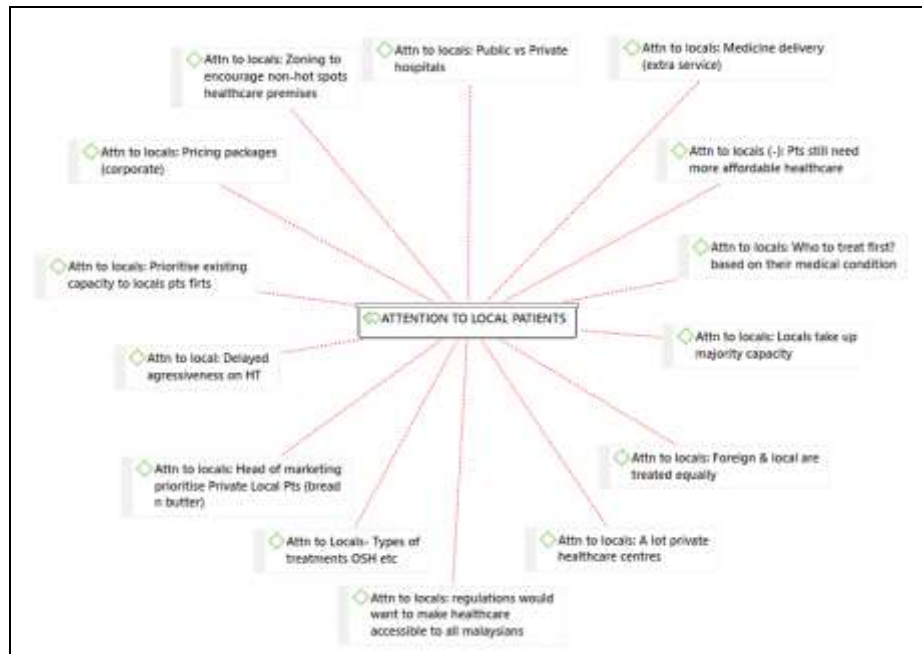 Attn to locals: Public vs Private
hospitals
Attn to locals: Medicine delivery
(extra service)
Attn to locals: Zoning to
encourage non-hot spots
healthcare premises
Attn to locals: Pricing packages
(corporate)
Attn to locals (-): Pts still need
more affordable healthcare
Attn to locals: Who to treat first?
based on their medical condition
Attn to locals: Prioritise existing
capacity to locals pts firts
ATTENTION TO LOCAL PATIENTS
Attn to locals: Locals take up
majority capacity
Attn to local: Delayed
agressiveness on HT
Attn to locals: Foreign & local are
treated equally
Attn to locals: Head of marketing
prioritise Private Local Pts (bread
n butter)
Attn to Locals- Types of
treatments OSH etc
Attn to locals: A lot private
healthcare centres
Attn to locals: regulations would
want to make healthcare
accessible to all malaysians